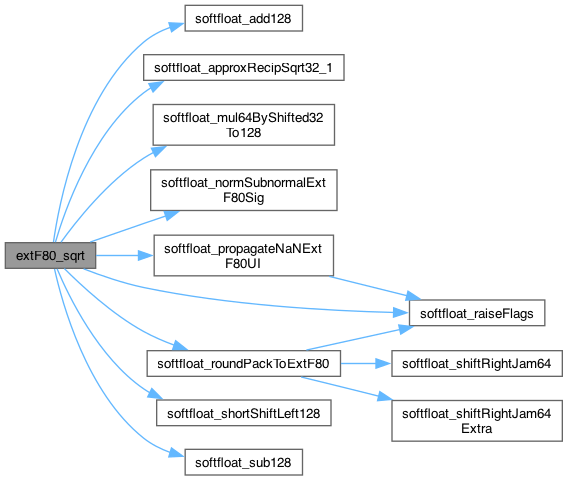 extF80_sqrt
softfloat_add128
softfloat_approxRecipSqrt32_1
softfloat_mul64ByShifted32
To128
softfloat_normSubnormalExt
F80Sig
softfloat_propagateNaNExt
F80UI
softfloat_raiseFlags
softfloat_roundPackToExtF80
softfloat_shiftRightJam64
softfloat_shiftRightJam64
Extra
softfloat_shortShiftLeft128
softfloat_sub128